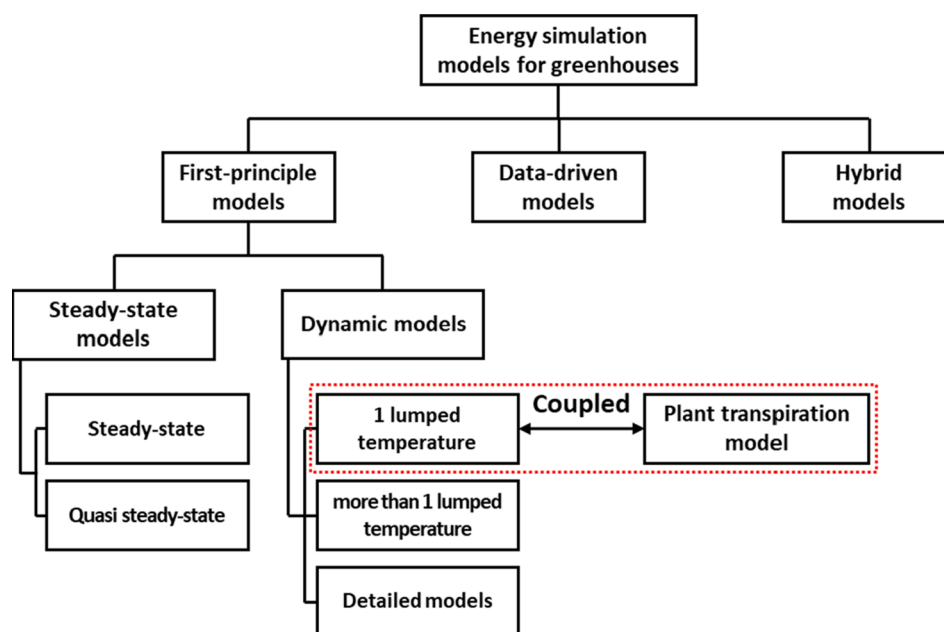 Energy simulation
models for greenhouses
First-principle
models
Data-driven
models
Hybrid
models
Steady-state
models
Dynamic models
Steady-state
Quasi steady-state
1 lumped
temperature
Coupled
Plant transpiration
model
more than 1 lumped
temperature
Detailed models